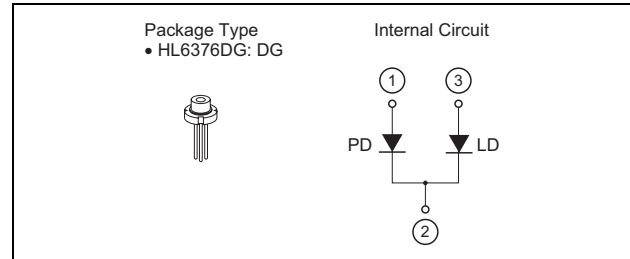 Package Type
• HL6376DG: DG
Internal Circuit
1
3
PD
LD
2